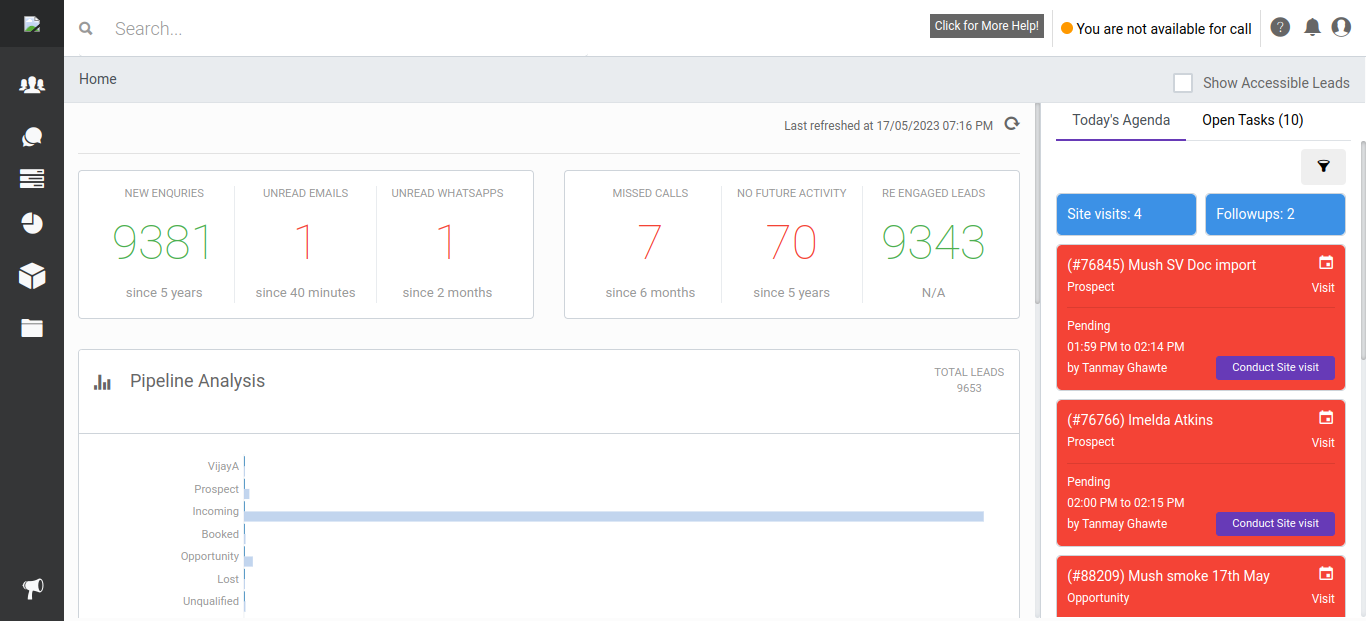 Search...
Click for More Help!
You are not available for call
?
Home
Show Accessible Leads
Last refreshed at 17/05/2023 07:16 PM
NEW ENQURIES
9381
since 5 years
UNREAD EMAILS
1
since 40 minutes
UNREAD WHATSAPPS
1
since 2 months
MISSED CALLS
7
since 6 months
NO FUTURE ACTIVITY
70
since 5 years
RE ENGAGED LEADS
9343
N/A
Pipeline Analysis
TOTAL LEADS
9653
VijayA
Prospect
Incoming
Booked
Opportunity
Lost
Unqualified
Today's Agenda
Open Tasks (10)
Site visits: 4
Followups: 2
(#76845) Mush SV Doc import
Prospect
Visit
Pending
01:59 PM to 02:14 PM
by Tanmay Ghawte
Conduct Site visit
(#76766) Imelda Atkins
Prospect
Visit
Pending
02:00 PM to 02:15 PM
by Tanmay Ghawte
Conduct Site visit
(#88209) Mush smoke 17th May
Opportunity
Visit